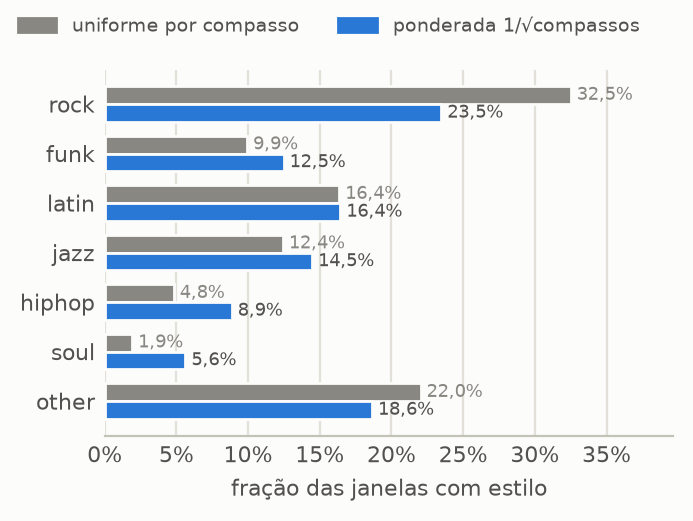 uniforme por compasso
ponderada 1/√compassos
rock
32,5%
23,5%
funk
9,9%
12,5%
latin
16,4%
16,4%
jazz
12,4%
14,5%
hiphop
4,8%
8,9%
soul
1,9%
5,6%
other
22,0%
18,6%
0% 5% 10% 15% 20% 25% 30% 35%
fração das janelas com estilo